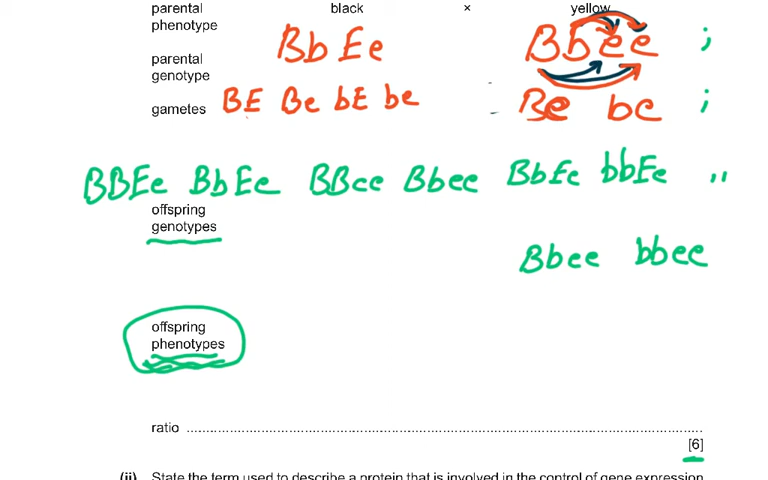 parental phenotype black × yellow
parental genotype BbEe Bbee ;
gametes BE Be bE be Be be ;
BBEe BbEe BBee Bbee BbEe bbEe ,,
offspring genotypes
Bbee bbee
offspring phenotypes
ratio ................................................................
[6]
(ii) State the term used to describe a protein that is involved in the control of gene expression